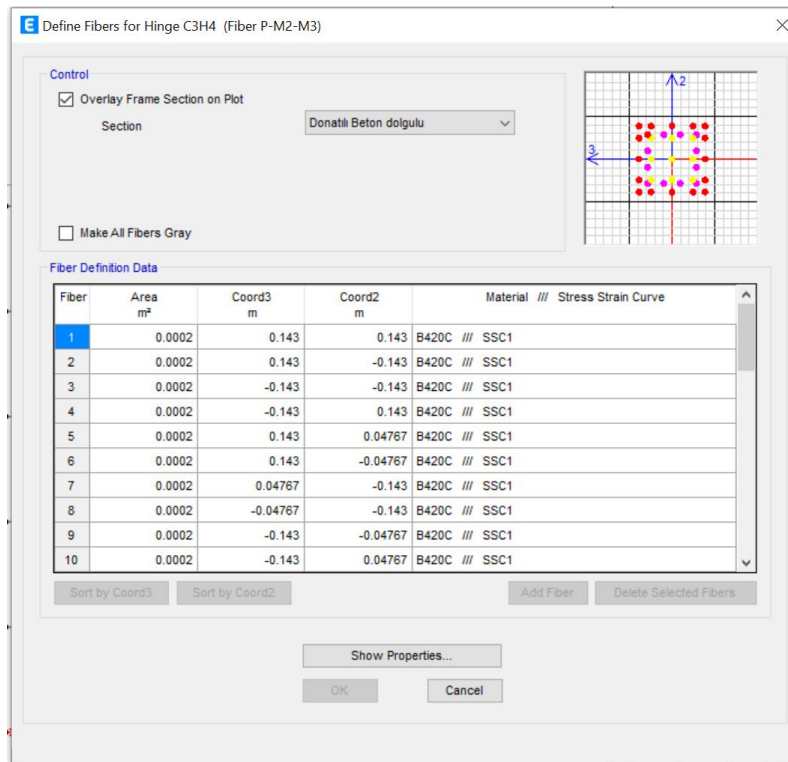 E Define Fibers for Hinge C3H4 (Fiber P-M2-M3)
Control
Overlay Frame Section on Plot
Section Donatılı Beton dolgulu
Make All Fibers Gray
2
3
Fiber Definition Data
Fiber Area m² Coord3 m Coord2 m Material /// Stress Strain Curve
1 0.0002 0.143 0.143 B420C /// SSC1
2 0.0002 0.143 -0.143 B420C /// SSC1
3 0.0002 -0.143 -0.143 B420C /// SSC1
4 0.0002 -0.143 0.143 B420C /// SSC1
5 0.0002 0.143 0.04767 B420C /// SSC1
6 0.0002 0.143 -0.04767 B420C /// SSC1
7 0.0002 0.04767 -0.143 B420C /// SSC1
8 0.0002 -0.04767 -0.143 B420C /// SSC1
9 0.0002 -0.143 -0.04767 B420C /// SSC1
10 0.0002 -0.143 0.04767 B420C /// SSC1
Sort by Coord3 Sort by Coord2 Add Fiber Delete Selected Fibers
Show Properties...
OK Cancel